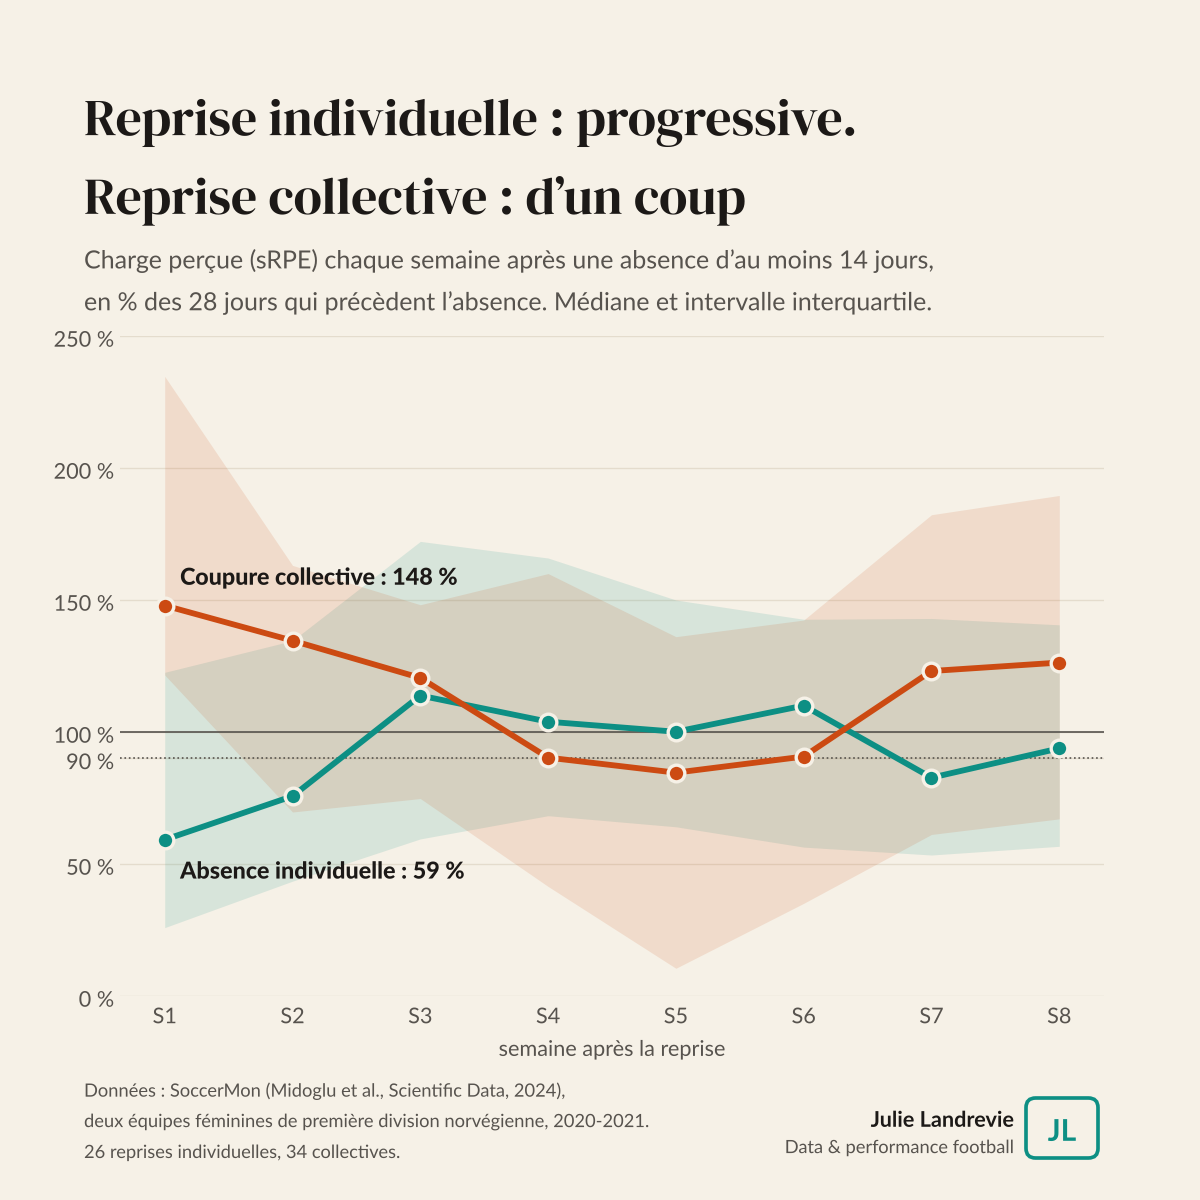 Reprise individuelle : progressive.
Reprise collective : d’un coup
Charge perçue (sRPE) chaque semaine après une absence d’au moins 14 jours,
en % des 28 jours qui précèdent l’absence. Médiane et intervalle interquartile.
250 %
200 %
Coupure collective : 148 %
150 %
100 %
90 %
50 %
Absence individuelle : 59 %
0 %
S1 S2 S3 S4 S5 S6 S7 S8
semaine après la reprise
Données : SoccerMon (Midoglu et al., Scientific Data, 2024),
deux équipes féminines de première division norvégienne, 2020-2021.
26 reprises individuelles, 34 collectives.
Julie Landrevie
Data & performance football
JL